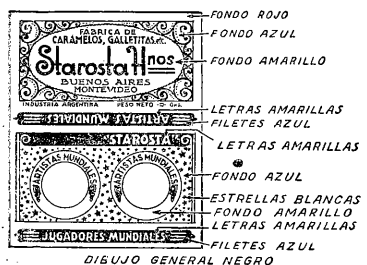 FONDO ROJO
FABRICA DE
CARAMELOS, GALLETITAS, etc.
FONDO AZUL
Starosta Hnos
FONDO AMARILLO
BUENOS AIRES
MONTEVIDEO
INDUSTRIA ARGENTINA PESO NETO
LETRAS AMARILLAS
ARTISTAS MUNDIALES
FILETES AZUL
STAROSTA
LETRAS AMARILLAS
ARTISTAS MUNDIALES ARTISTAS MUNDIALES
FONDO AZUL
ESTRELLAS BLANCAS
FONDO AMARILLO
LETRAS AMARILLAS
JUGADORES MUNDIALES
FILETES AZUL
DIBUJO GENERAL NEGRO